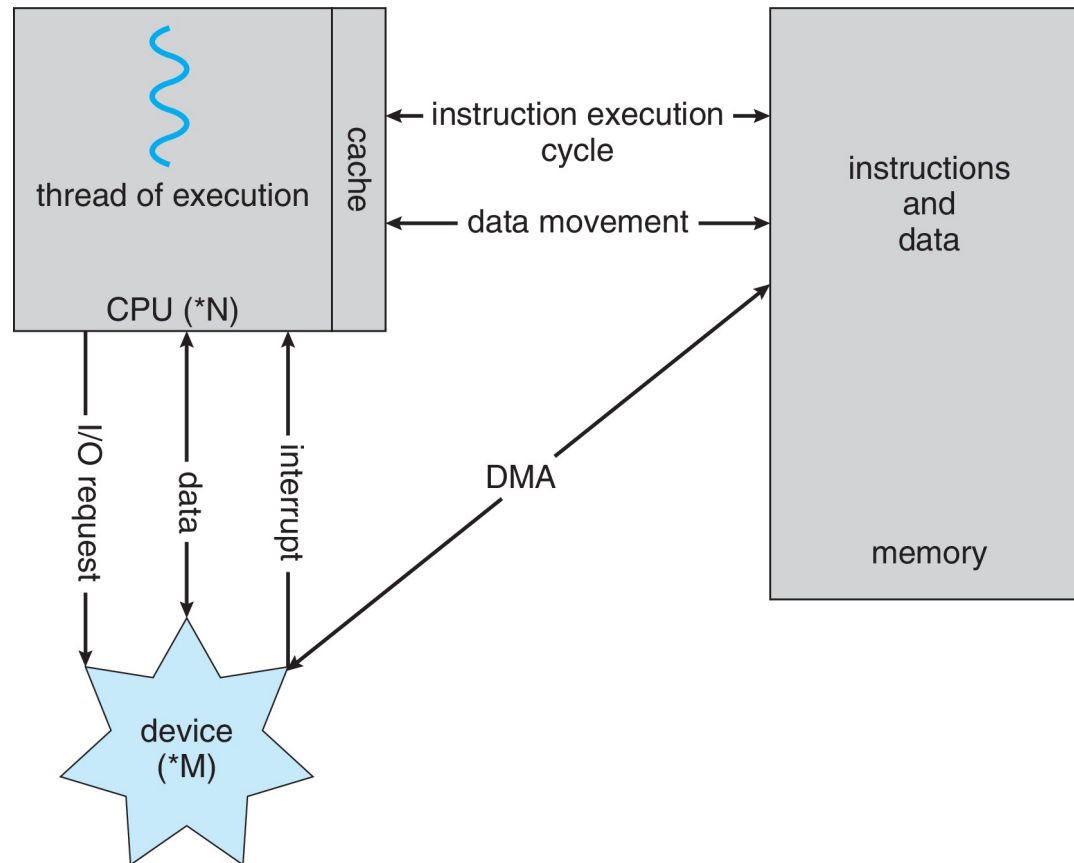 thread of execution
cache
CPU (*N)
instruction execution
cycle
data movement
instructions
and
data
memory
I/O request
data
interrupt
DMA
device
(*M)